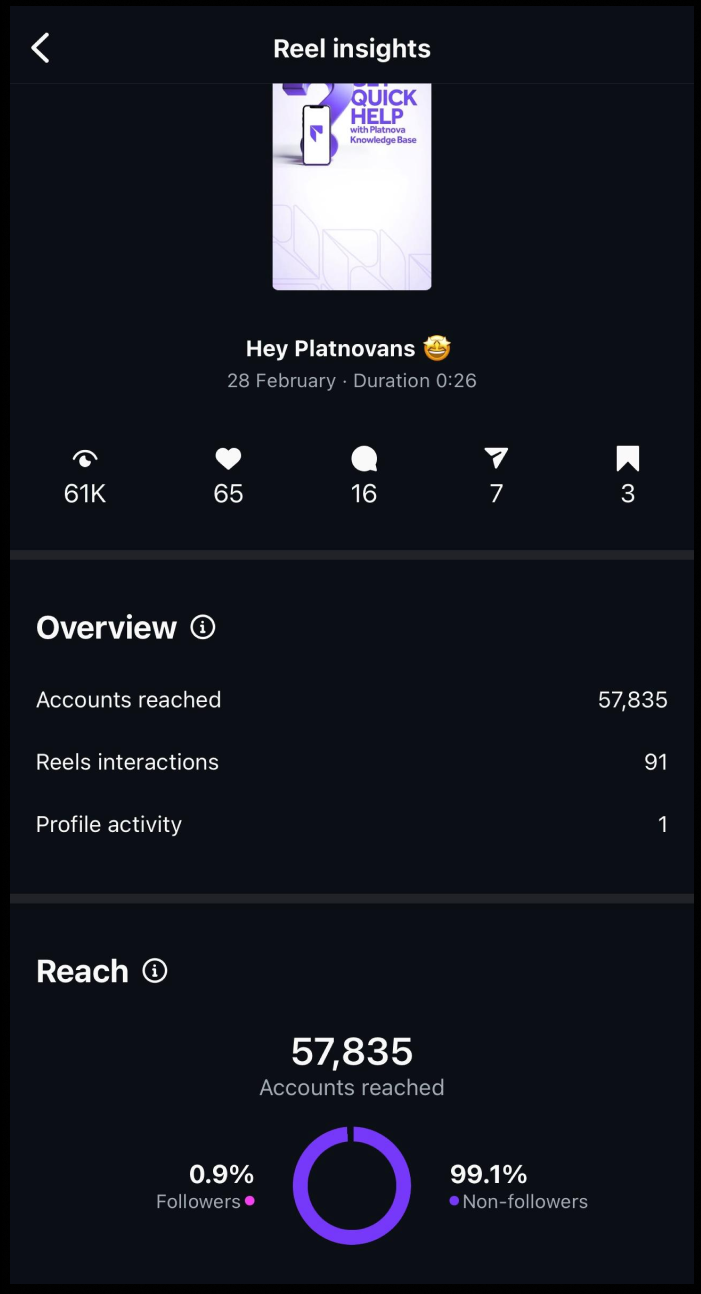 Reel insights
GET
QUICK
HELP
with Platnova
Knowledge Base
Hey Platnovans 🤩
28 February · Duration 0:26
61K 65 16 7 3
Overview
Accounts reached 57,835
Reels interactions 91
Profile activity 1
Reach
57,835
Accounts reached
0.9% 99.1%
Followers Non-followers